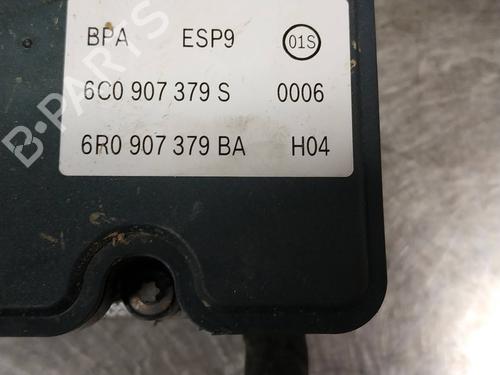 BPA ESP9 01S
6C0 907 379 S 0006
6R0 907 379 BA H04
B-PARTS